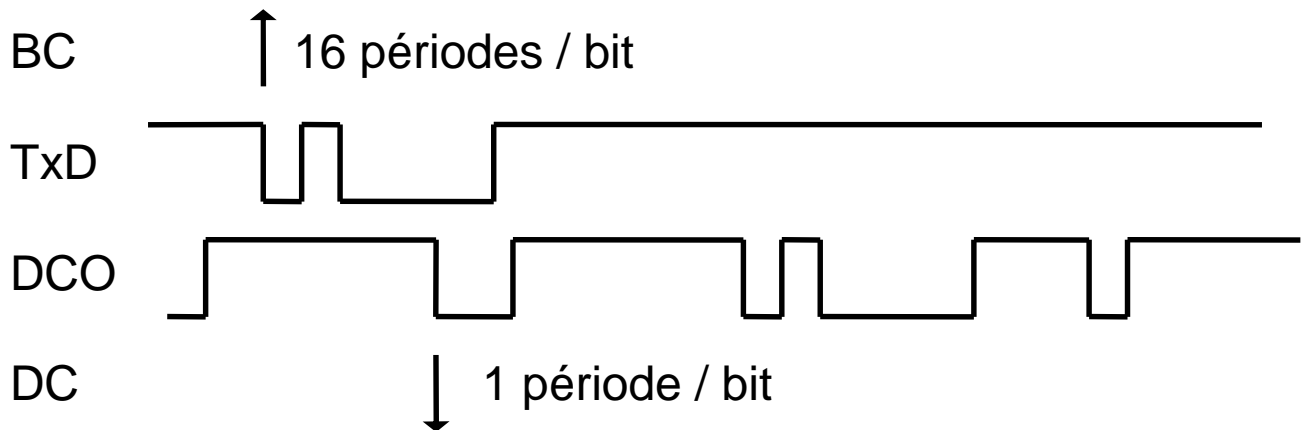 BC 16 périodes / bit
TxD
DCO
DC 1 période / bit